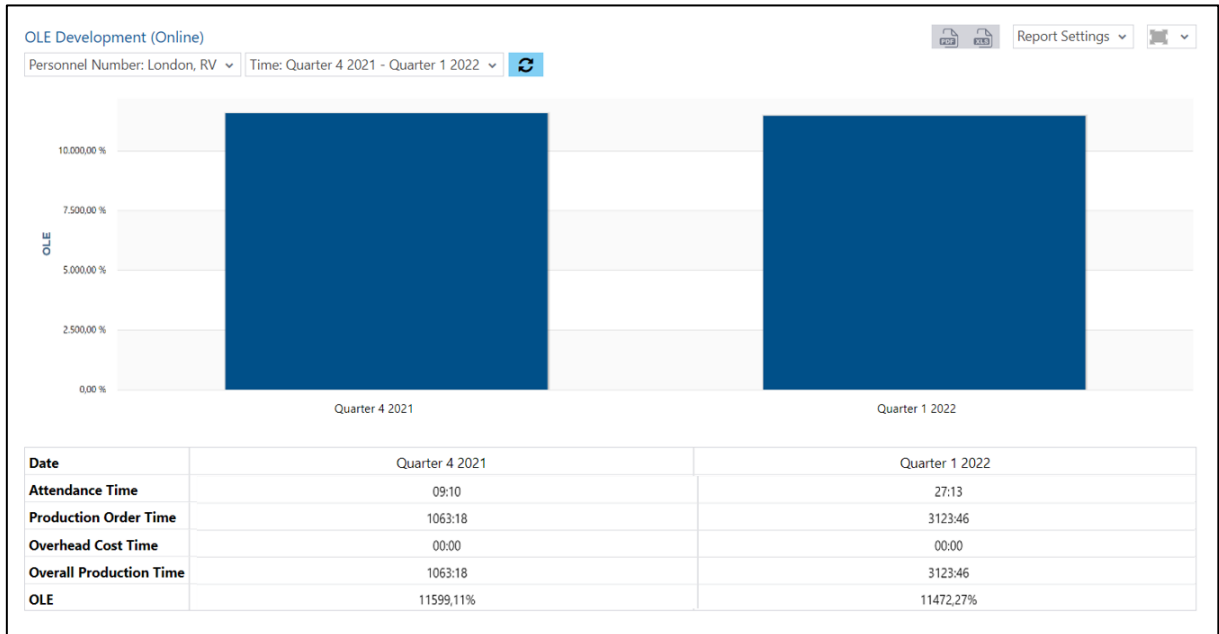 OLE Development (Online)
PDF XLS Report Settings
Personnel Number: London, RV Time: Quarter 4 2021 - Quarter 1 2022
10.000,00 %
7.500,00 %
5.000,00 %
2.500,00 %
0,00 %
OLE
Quarter 4 2021 Quarter 1 2022
Date Quarter 4 2021 Quarter 1 2022
Attendance Time 09:10 27:13
Production Order Time 1063:18 3123:46
Overhead Cost Time 00:00 00:00
Overall Production Time 1063:18 3123:46
OLE 11599,11% 11472,27%